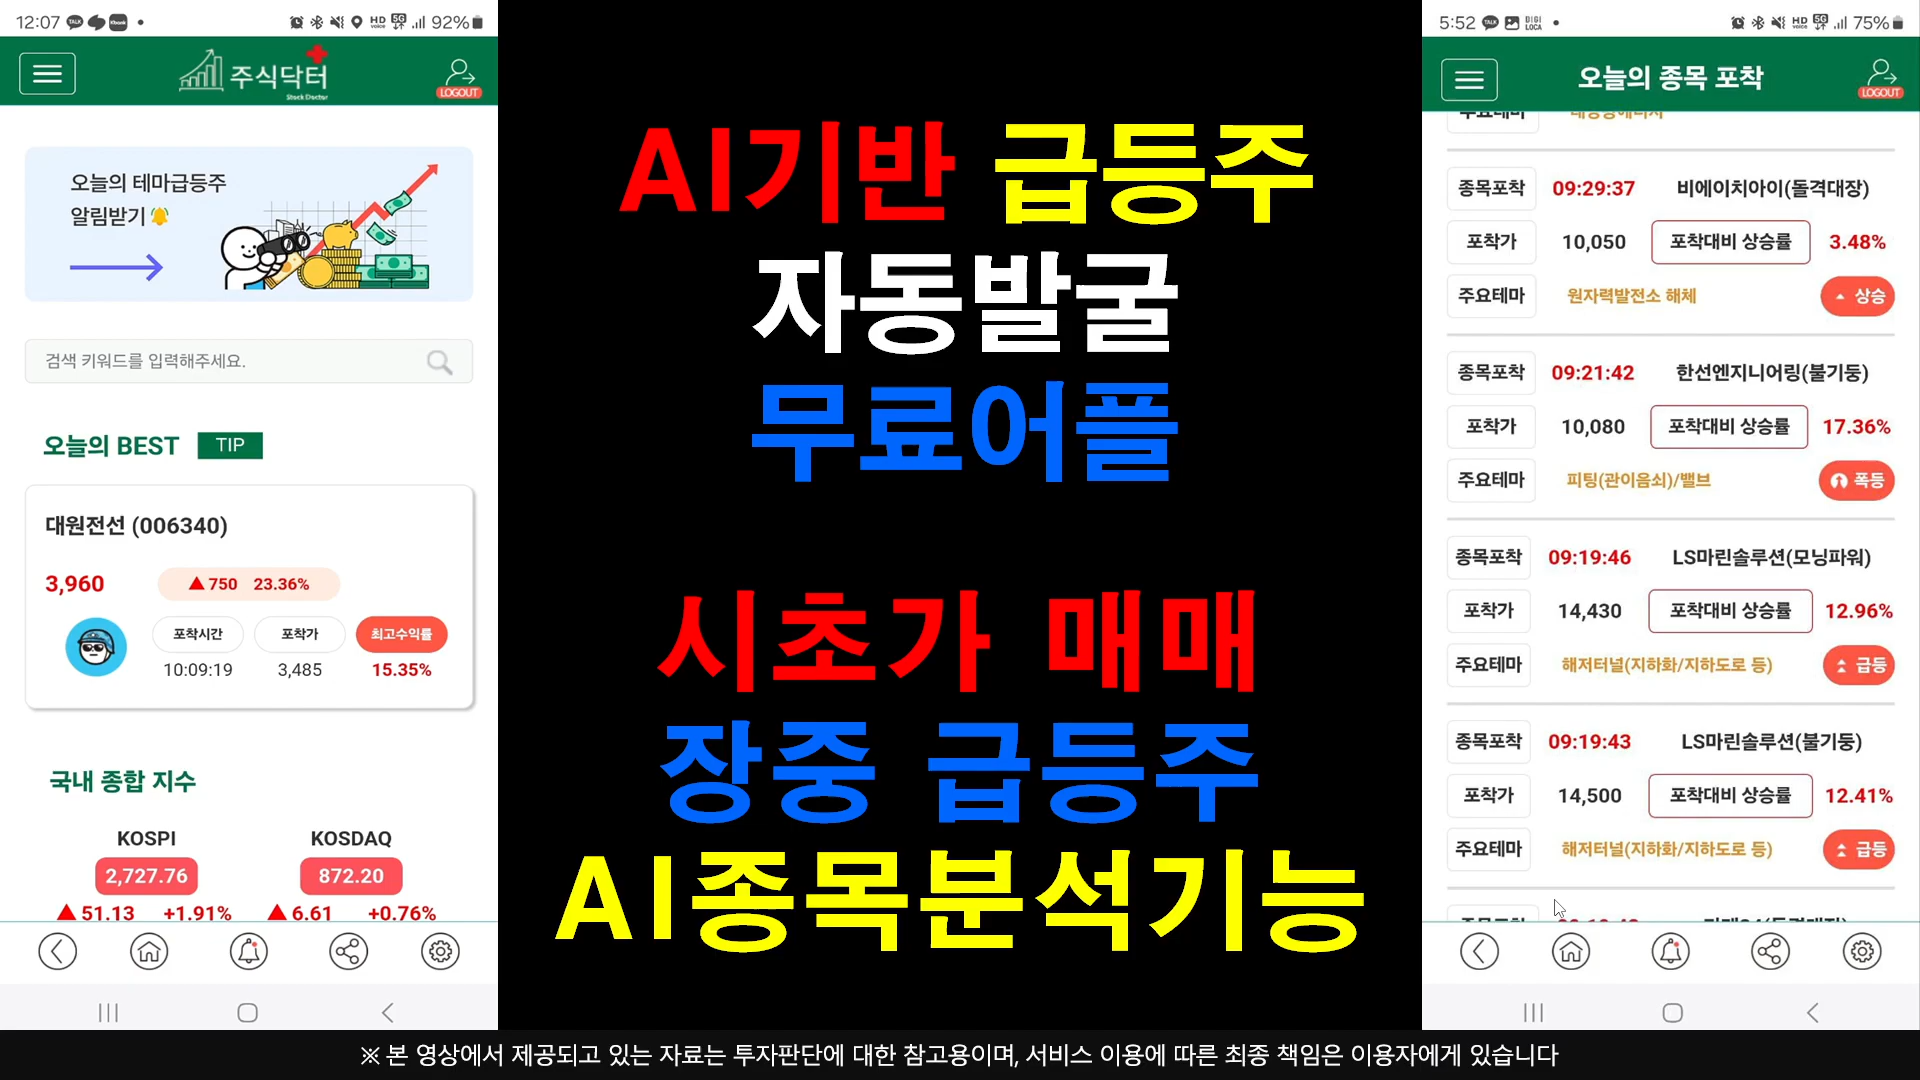 12:07
92%
주식닥터
Stock Doctor
LOGOUT
오늘의 테마급등주
알림받기
검색 키워드를 입력해주세요.
오늘의 BEST TIP
대원전선 (006340)
3,960 ▲750 23.36%
포착시간 포착가 최고수익률
10:09:19 3,485 15.35%
국내 종합 지수
KOSPI KOSDAQ
2,727.76 872.20
▲51.13 +1.91% ▲6.61 +0.76%
AI기반 급등주
자동발굴
무료어플
시초가 매매
장중 급등주
AI종목분석기능
5:52
75%
오늘의 종목 포착
LOGOUT
종목포착 09:29:37 비에이치아이(돌격대장)
포착가 10,050 포착대비 상승률 3.48%
주요테마 원자력발전소 해체 상승
종목포착 09:21:42 한선엔지니어링(불기둥)
포착가 10,080 포착대비 상승률 17.36%
주요테마 피팅(관이음쇠)/밸브 폭등
종목포착 09:19:46 LS마린솔루션(모닝파워)
포착가 14,430 포착대비 상승률 12.96%
주요테마 해저터널(지하화/지하도로 등) 급등
종목포착 09:19:43 LS마린솔루션(불기둥)
포착가 14,500 포착대비 상승률 12.41%
주요테마 해저터널(지하화/지하도로 등) 급등
※ 본 영상에서 제공되고 있는 자료는 투자판단에 대한 참고용이며, 서비스 이용에 따른 최종 책임은 이용자에게 있습니다